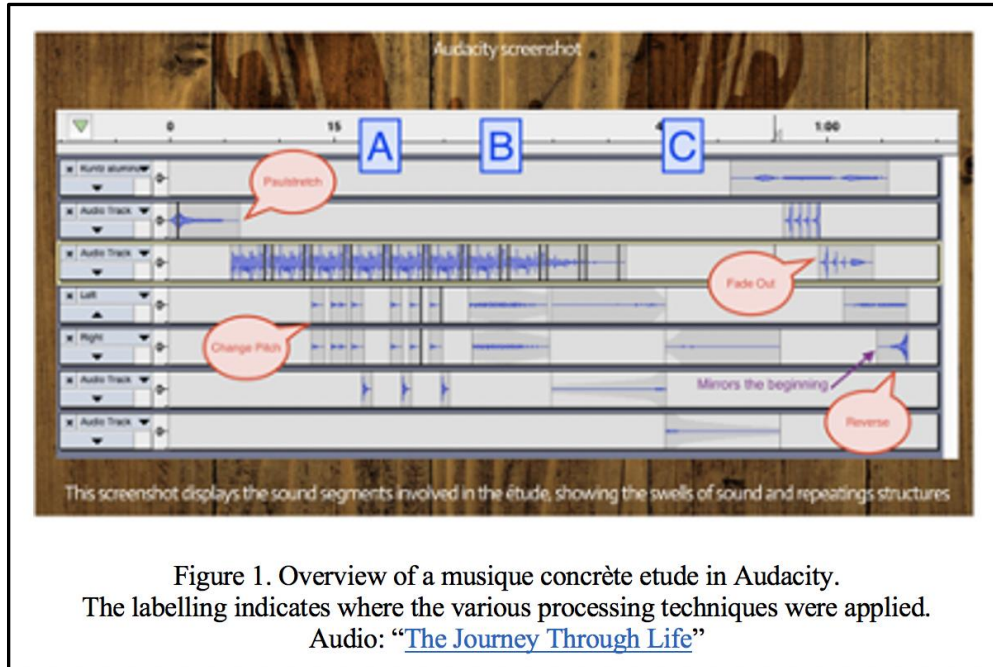 Audacity screenshot
0 15 1:00
A B C
Kuntz alumin
Paulstretch
Audio Track
Audio Track
Fade Out
Left
Change Pitch
Right
Mirrors the beginning
Audio Track
Reverse
Audio Track
This screenshot displays the sound segments involved in the étude, showing the swells of sound and repeatings structures
Figure 1. Overview of a musique concrète etude in Audacity.
The labelling indicates where the various processing techniques were applied.
Audio: “The Journey Through Life”